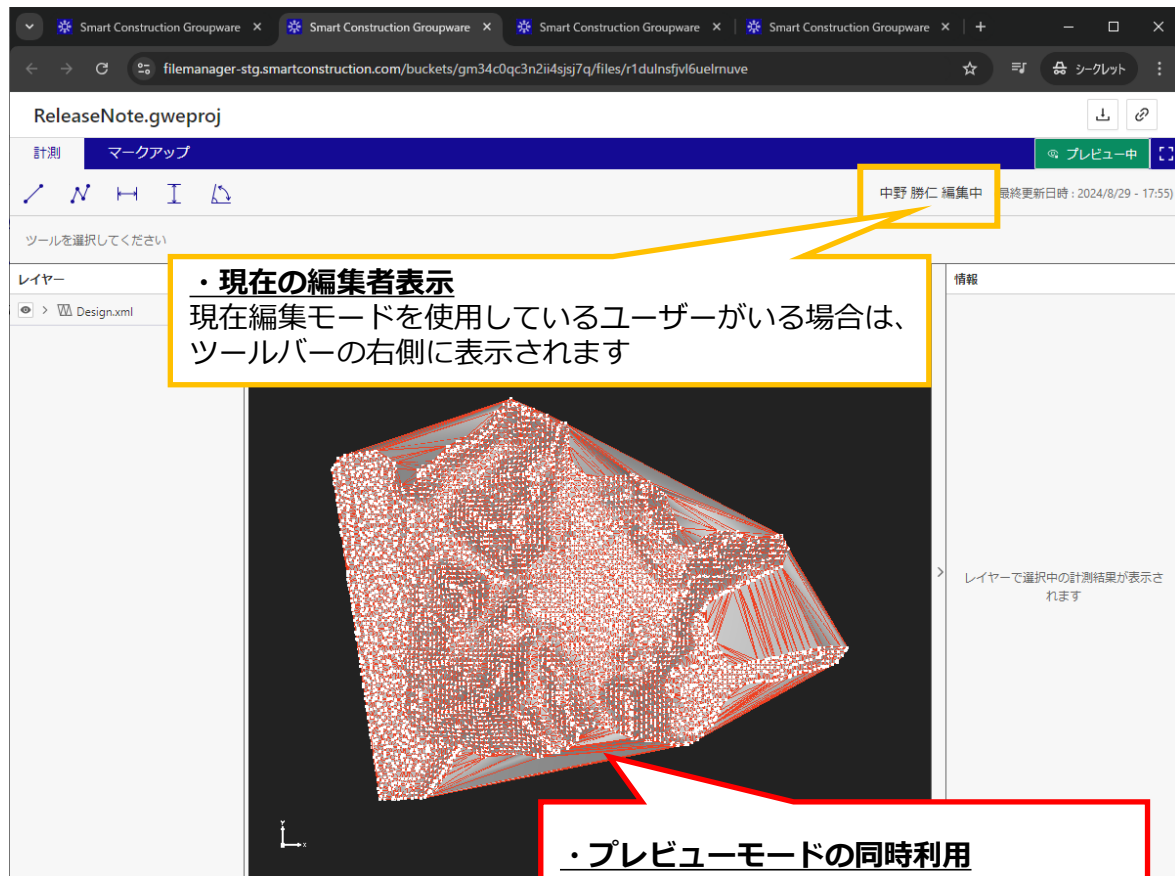 Smart Construction Groupware
Smart Construction Groupware
Smart Construction Groupware
Smart Construction Groupware
filemanager-stg.smartconstruction.com/buckets/gm34c0qc3n2ii4sjsj7q/files/r1dulnsfjvl6uelrnuve
シークレット
ReleaseNote.gweproj
計測
マークアップ
プレビュー中
中野 勝仁 編集中
最終更新日時 : 2024/8/29 - 17:55)
ツールを選択してください
レイヤー
Design.xml
・現在の編集者表示
現在編集モードを使用しているユーザーがいる場合は、
ツールバーの右側に表示されます
情報
レイヤーで選択中の計測結果が表示さ
れます
Y
X
・プレビューモードの同時利用